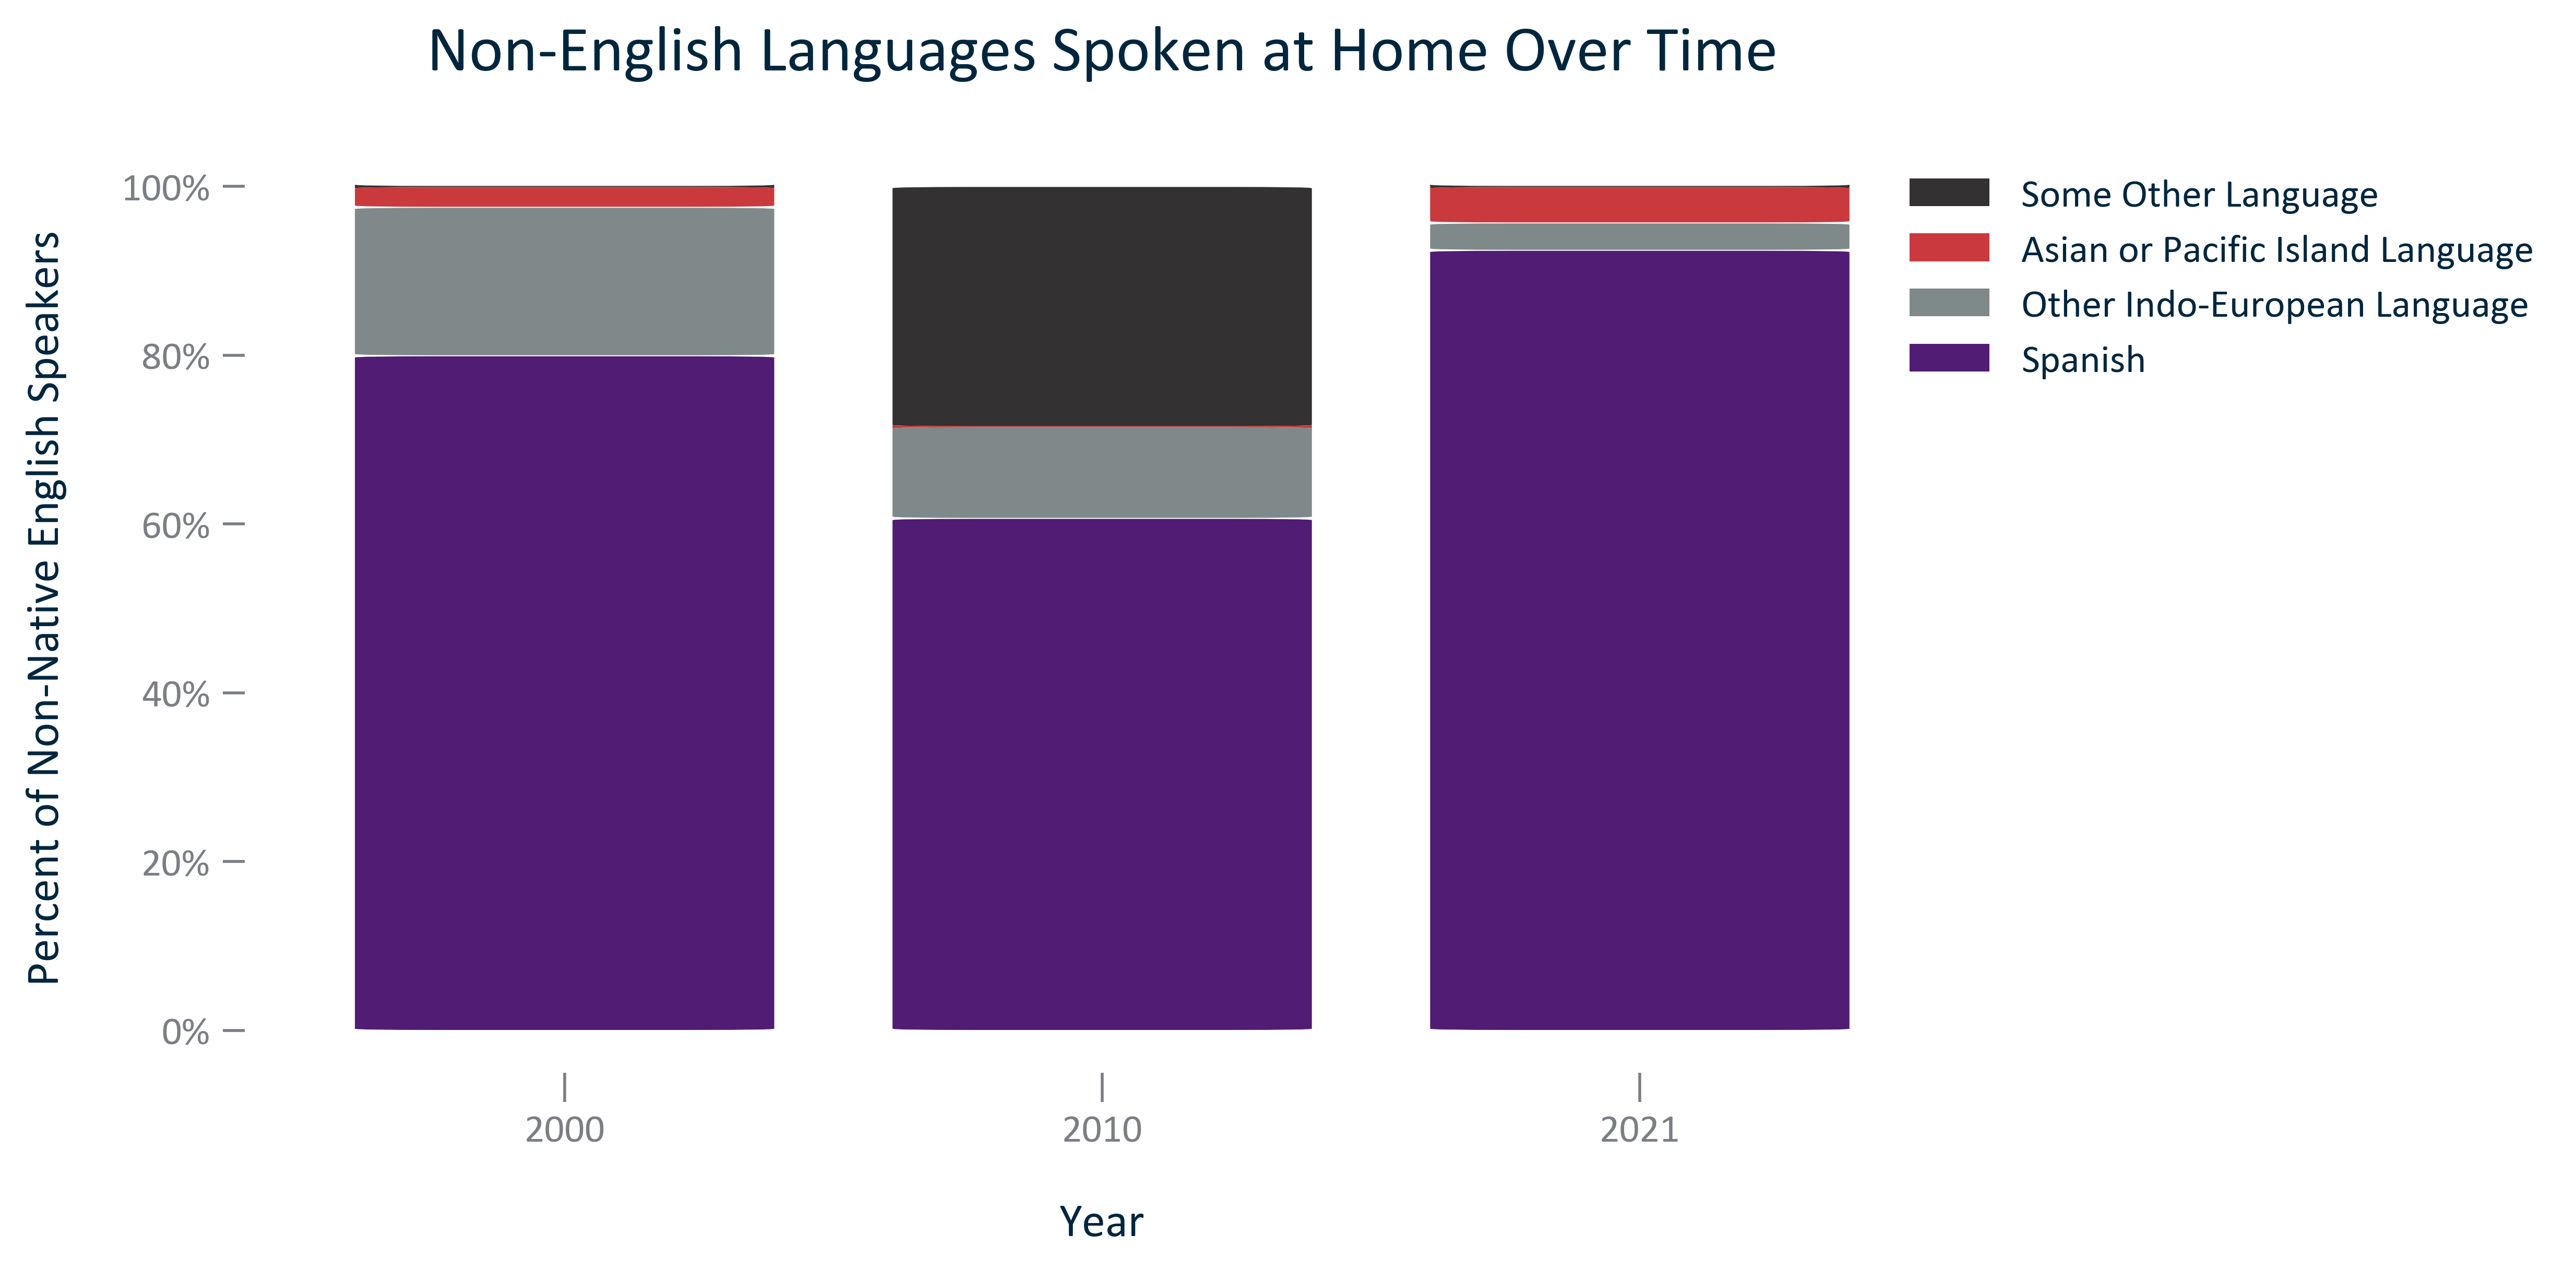 Non-English Languages Spoken at Home Over Time
Percent of Non-Native English Speakers
100%
80%
60%
40%
20%
0%
2000
2010
2021
Year
Some Other Language
Asian or Pacific Island Language
Other Indo-European Language
Spanish